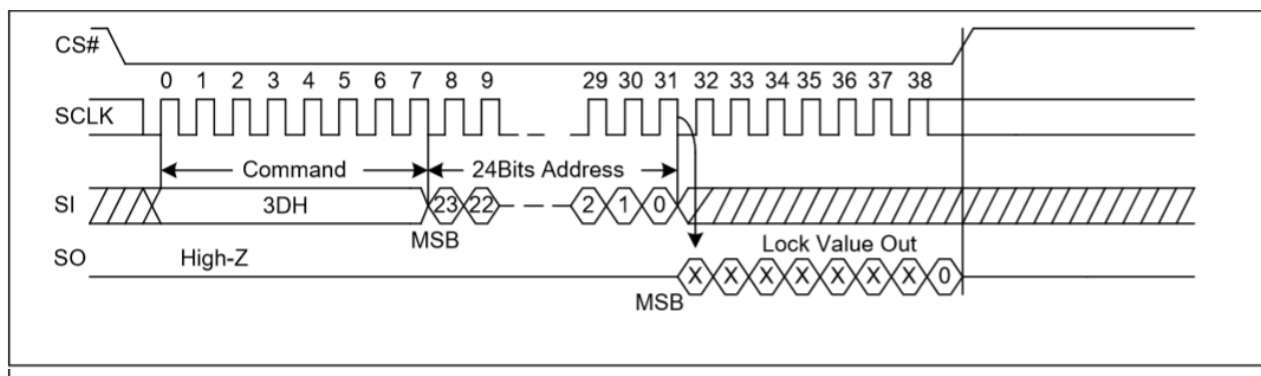 CS#
0 1 2 3 4 5 6 7 8 9 29 30 31 32 33 34 35 36 37 38
SCLK
Command 24Bits Address
SI 3DH 23 22 2 1 0
MSB
Lock Value Out
SO High-Z
X X X X X X X 0
MSB